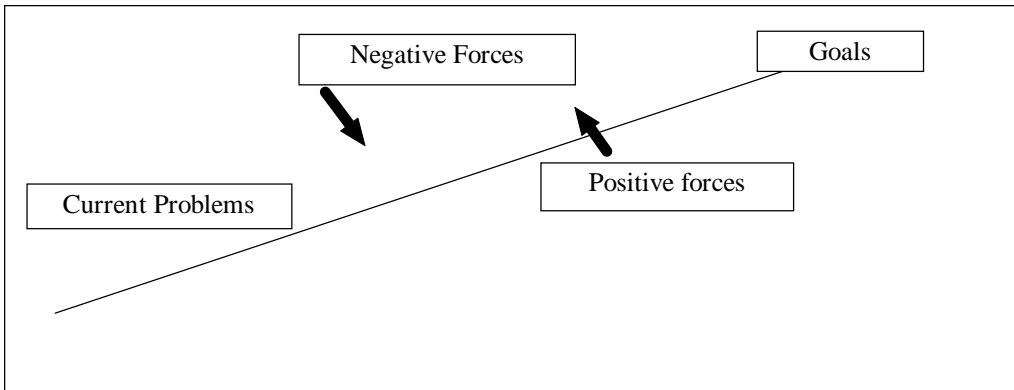 Negative Forces
Goals
Positive forces
Current Problems